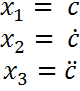 x₁ = c
x₂ = ċ
x₃ = c̈